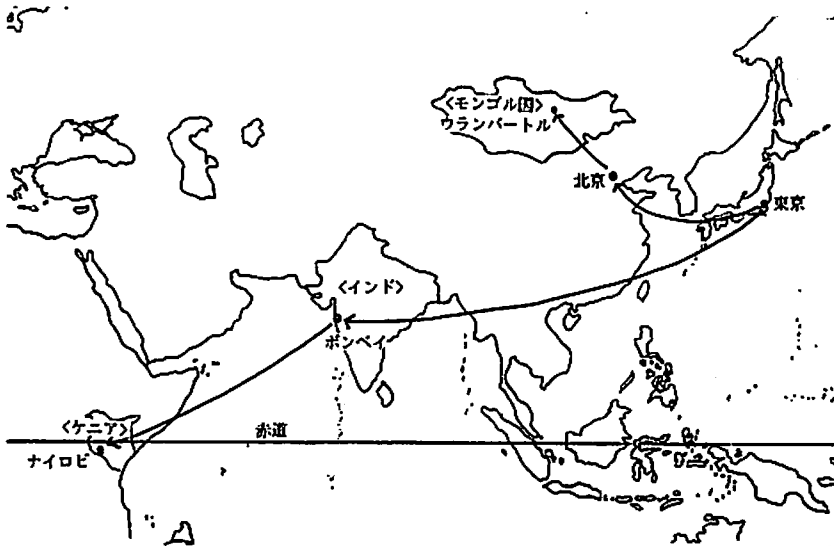 <モンゴル国>
ウランバートル
北京
東京
<インド>
ボンベイ
<ケニア>
赤道
ナイロビ